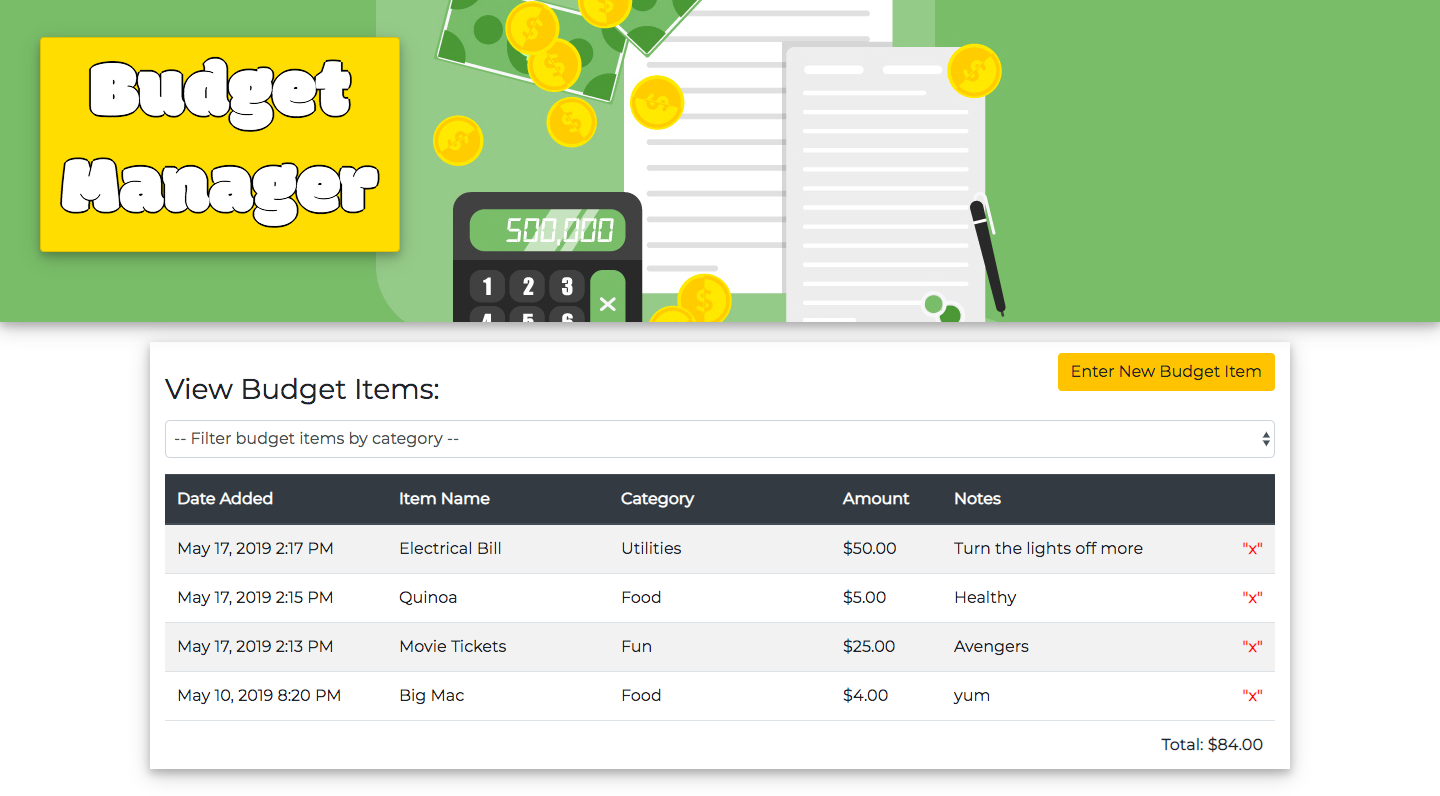 Budget
Manager
500,000
1 2 3
×
4 5 6
Enter New Budget Item
View Budget Items:
-- Filter budget items by category --
Date Added Item Name Category Amount Notes
May 17, 2019 2:17 PM Electrical Bill Utilities $50.00 Turn the lights off more "x"
May 17, 2019 2:15 PM Quinoa Food $5.00 Healthy "x"
May 17, 2019 2:13 PM Movie Tickets Fun $25.00 Avengers "x"
May 10, 2019 8:20 PM Big Mac Food $4.00 yum "x"
Total: $84.00